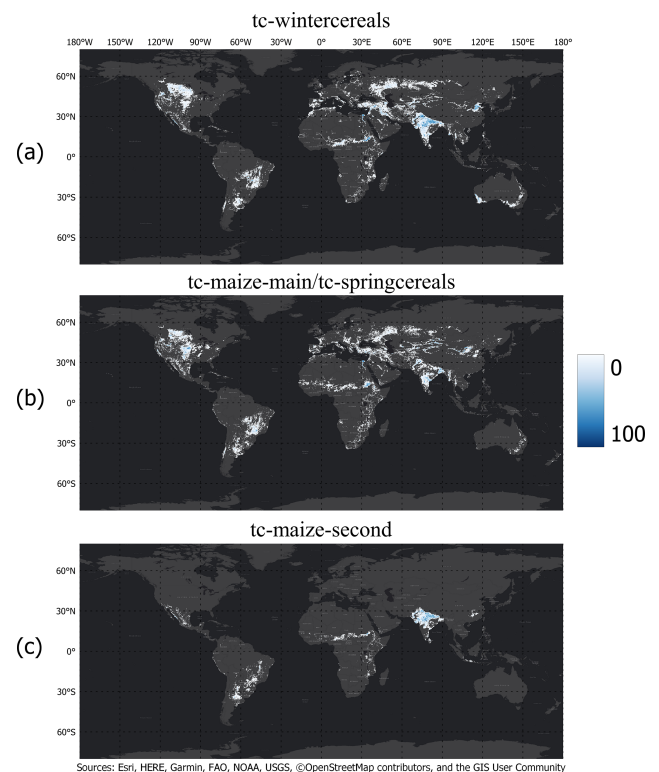 tc-wintercereals
180° 150°W 120°W 90°W 60°W 30°W 0° 30°E 60°E 90°E 120°E 150°E 180°
60°N
30°N
(a)
0°
30°S
60°S
tc-maize-main/tc-springcereals
60°N
30°N
0
(b)
0°
100
30°S
60°S
tc-maize-second
60°N
30°N
(c)
0°
30°S
60°S
Sources: Esri, HERE, Garmin, FAO, NOAA, USGS, ©OpenStreetMap contributors, and the GIS User Community